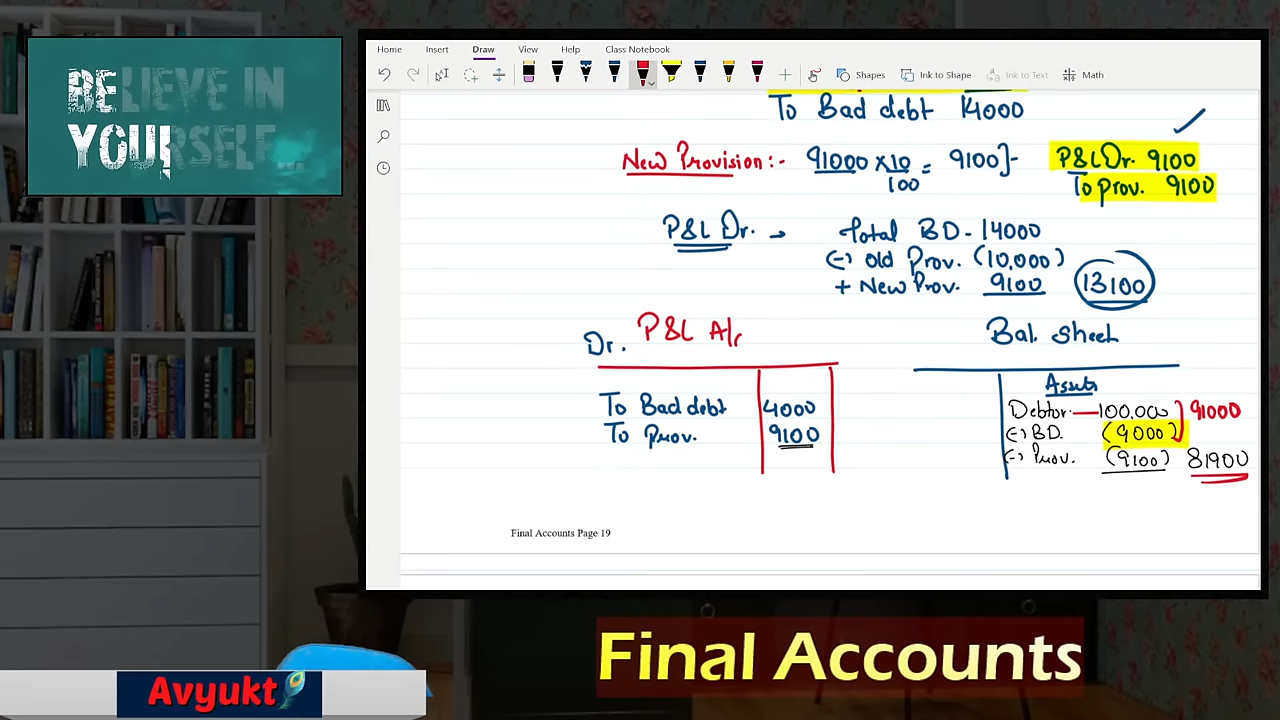 BELIEVE IN
YOURSELF...
Home Insert Draw View Help Class Notebook
Shapes Ink to Shape Ink to Text Math
To Bad debt 14000
New Provision:- 91000 x 10/100 = 9100]-
P&L Dr. 9100
To prov. 9100
P&L Dr. → Total BD - 14000
(-) Old Prov. (10,000)
+ New Prov. 9100 13100
Dr. P&L A/c
To Bad debt 4000
To Prov. 9100
Bal. Sheet
Assets
Debtor — 100.000 91000
(-) BD. (9000)
(-) Prov. (9100) 81900
Final Accounts Page 19
Final Accounts
Avyukt